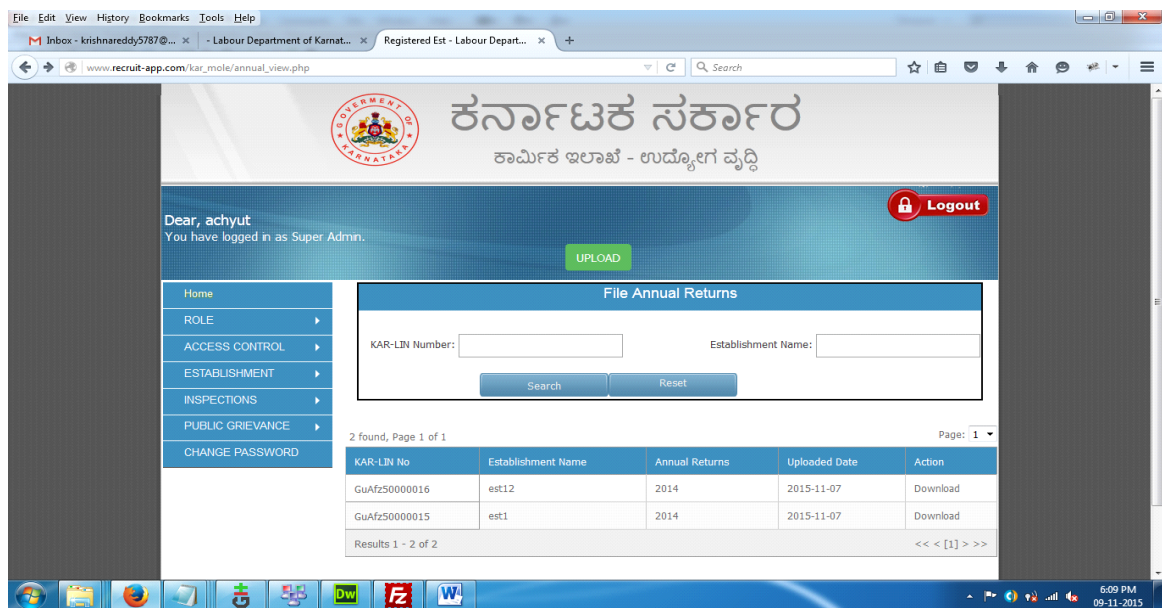 File Edit View History Bookmarks Tools Help
Inbox - krishnareddy5787@... × - Labour Department of Karnat... × Registered Est - Labour Depart... × +
www.recruit-app.com/kar_mole/annual_view.php Search
GOVERMENT OF KARNATAKA
ಕರ್ನಾಟಕ ಸರ್ಕಾರ
ಕಾರ್ಮಿಕ ಇಲಾಖೆ - ಉದ್ಯೋಗ ವೃದ್ಧಿ
Logout
Dear, achyut
You have logged in as Super Admin.
UPLOAD
Home
ROLE
ACCESS CONTROL
ESTABLISHMENT
INSPECTIONS
PUBLIC GRIEVANCE
CHANGE PASSWORD
File Annual Returns
KAR-LIN Number: Establishment Name:
Search Reset
2 found, Page 1 of 1 Page: 1
KAR-LIN No Establishment Name Annual Returns Uploaded Date Action
GuAfz50000016 est12 2014 2015-11-07 Download
GuAfz50000015 est1 2014 2015-11-07 Download
Results 1 - 2 of 2 << < [1] > >>
Dw Fz W
6:09 PM
09-11-2015